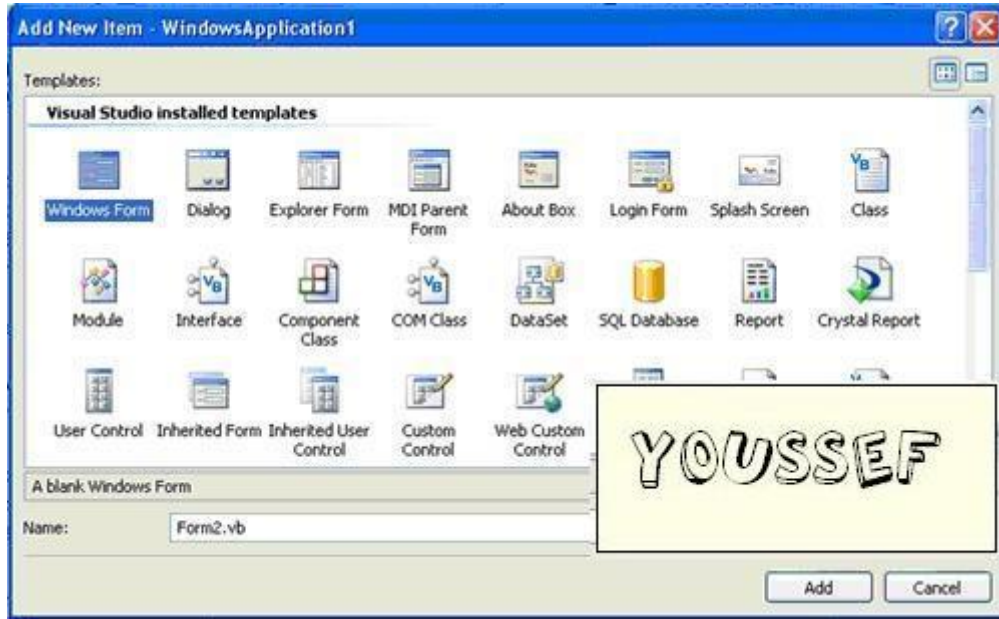 Add New Item - WindowsApplication1
Templates:
Visual Studio installed templates
Windows Form Dialog Explorer Form MDI Parent Form About Box Login Form Splash Screen Class
Module Interface Component Class COM Class DataSet SQL Database Report Crystal Report
User Control Inherited Form Inherited User Control Custom Control Web Custom Control
YOUSSEF
A blank Windows Form
Name: Form2.vb
Add Cancel